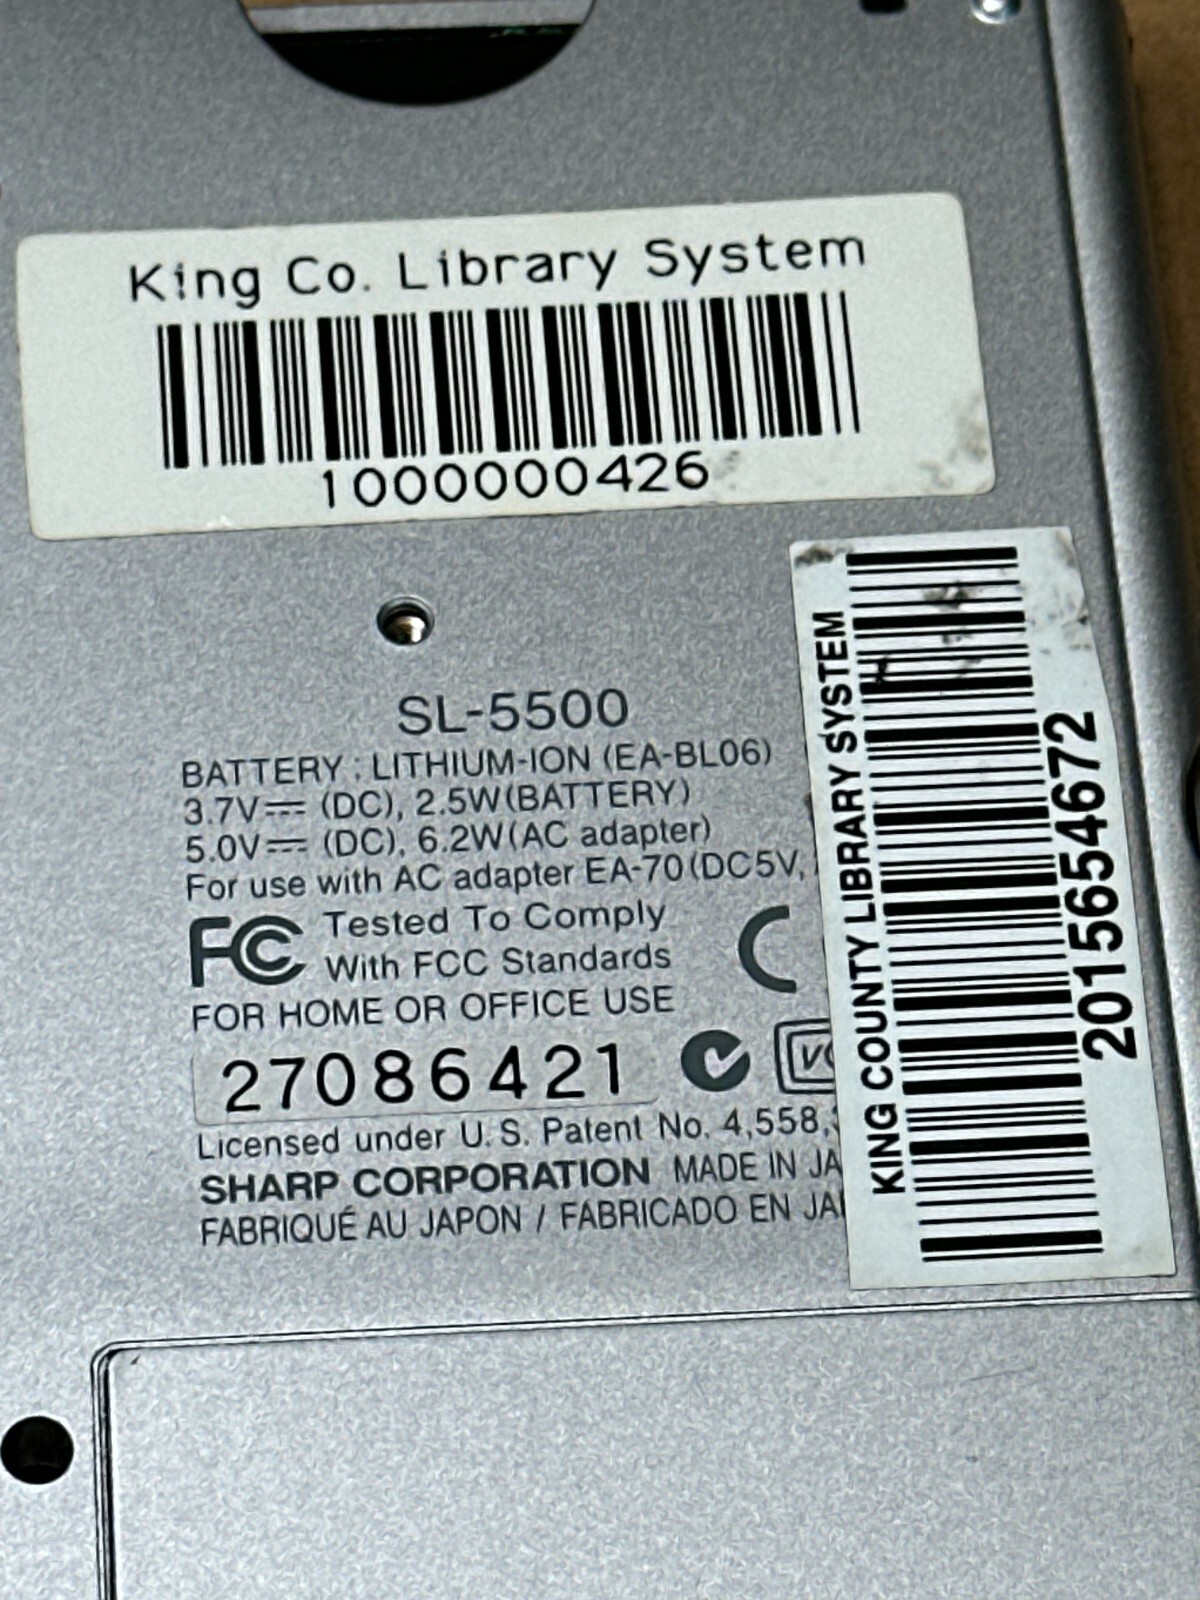 King Co. Library System
1000000426
SL-5500
BATTERY : LITHIUM-ION (EA-BL06)
3.7V⎓ (DC), 2.5W(BATTERY)
5.0V⎓ (DC), 6.2W(AC adapter)
For use with AC adapter EA-70(DC5V,
FC Tested To Comply
With FCC Standards
FOR HOME OR OFFICE USE
27086421
Licensed under U.S. Patent No. 4,558,
SHARP CORPORATION MADE IN JA
FABRIQUÉ AU JAPON / FABRICADO EN JA
KING COUNTY LIBRARY SYSTEM
2015654672